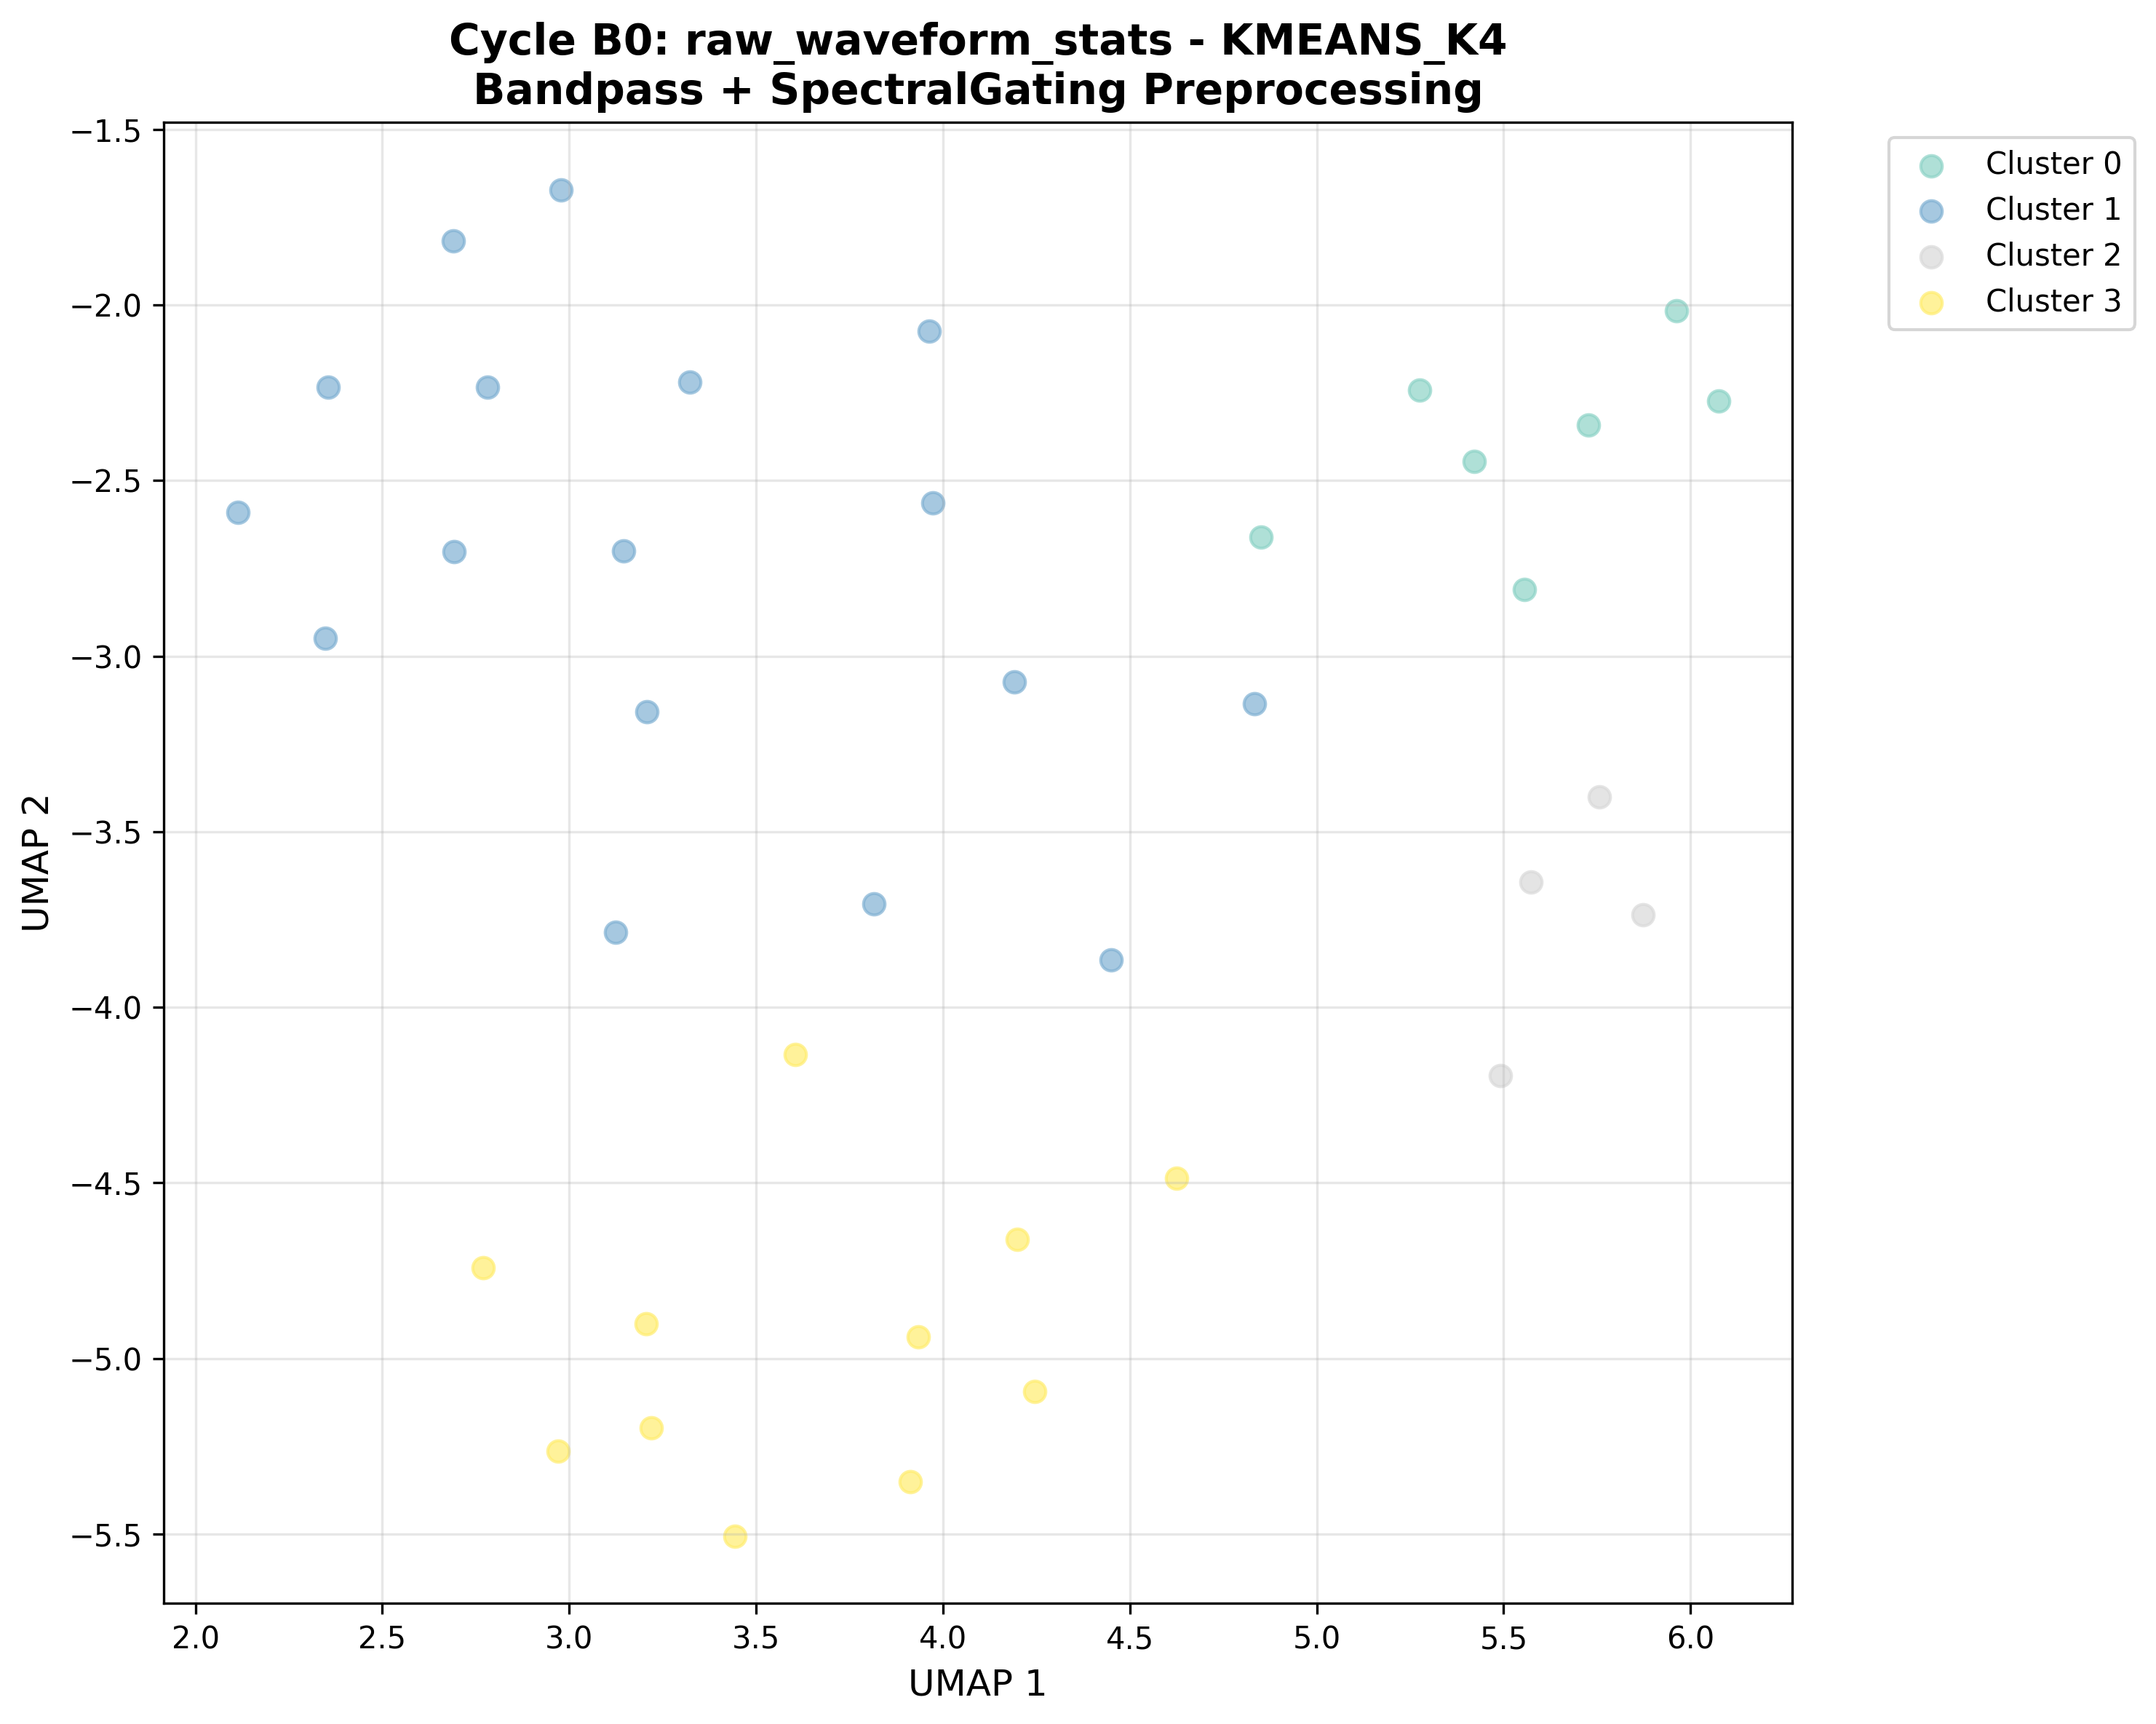 Cycle B0: raw_waveform_stats - KMEANS_K4
Bandpass + SpectralGating Preprocessing
Cluster 0
Cluster 1
Cluster 2
Cluster 3
UMAP 2
−1.5
−2.0
−2.5
−3.0
−3.5
−4.0
−4.5
−5.0
−5.5
2.0 2.5 3.0 3.5 4.0 4.5 5.0 5.5 6.0
UMAP 1